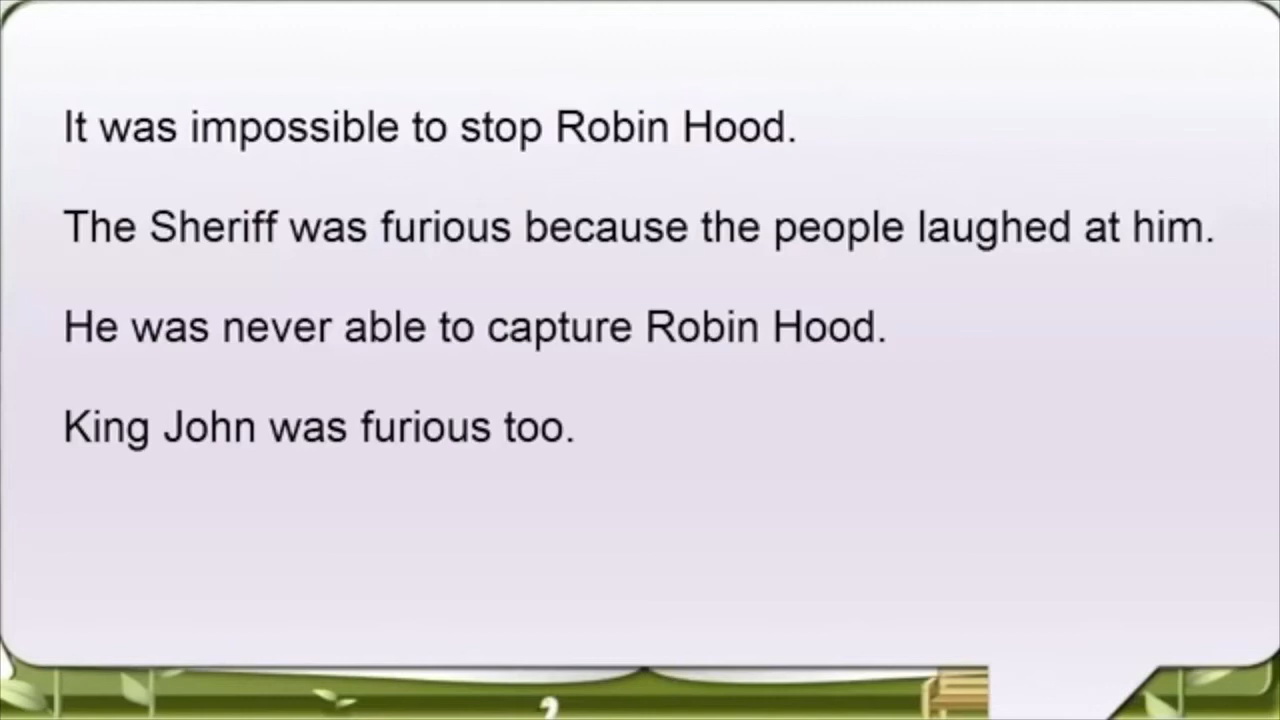 It was impossible to stop Robin Hood.
The Sheriff was furious because the people laughed at him.
He was never able to capture Robin Hood.
King John was furious too.